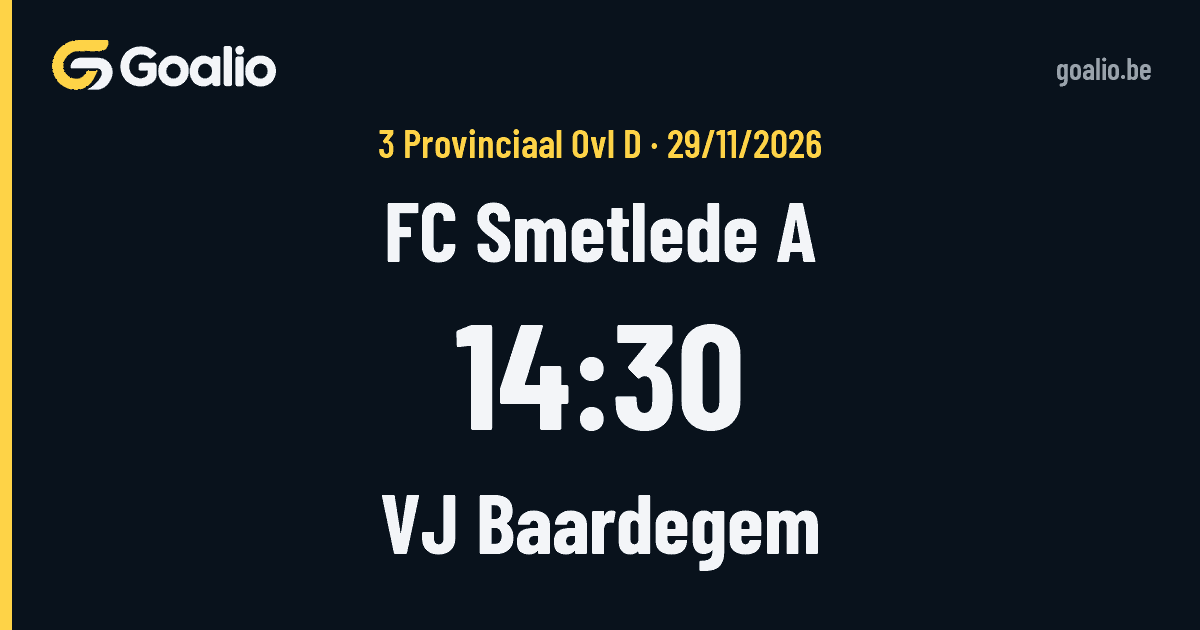 Goalio
goalio.be
3 Provinciaal Ovl D · 29/11/2026
FC Smetlede A
14:30
VJ Baardegem